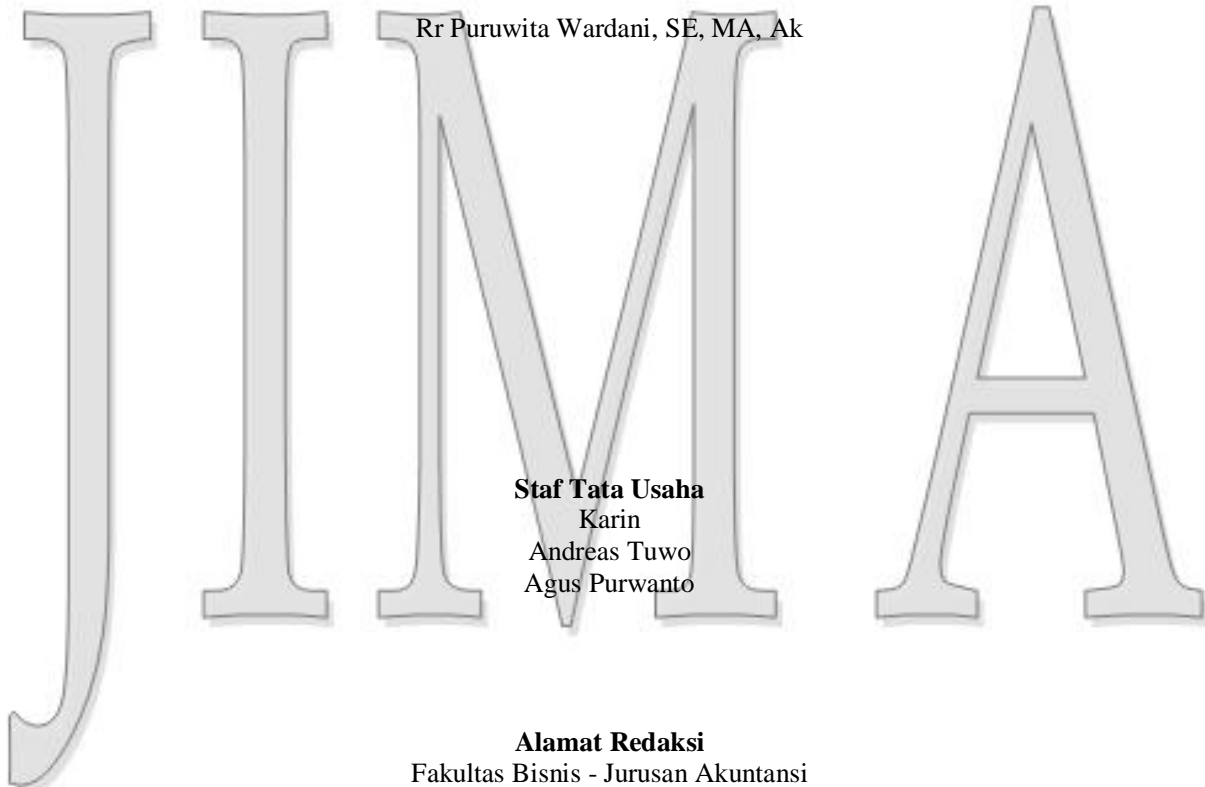 JIMA
Rr Puruwita Wardani, SE, MA, Ak
Staf Tata Usaha
Karin
Andreas Tuwo
Agus Purwanto
Alamat Redaksi
Fakultas Bisnis - Jurusan Akuntansi